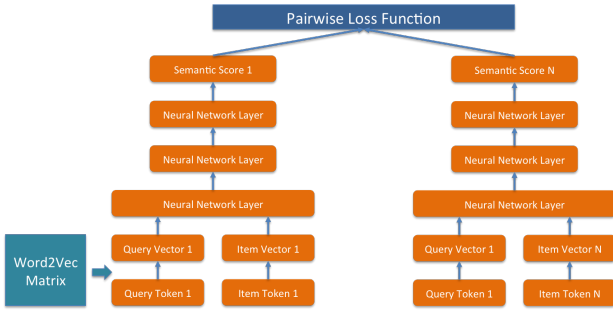 Pairwise Loss Function
Semantic Score 1
Semantic Score N
Neural Network Layer
Neural Network Layer
Neural Network Layer
Neural Network Layer
Neural Network Layer
Neural Network Layer
Word2Vec
Matrix
Query Vector 1
Item Vector 1
Query Vector 1
Item Vector N
Query Token 1
Item Token 1
Query Token 1
Item Token N